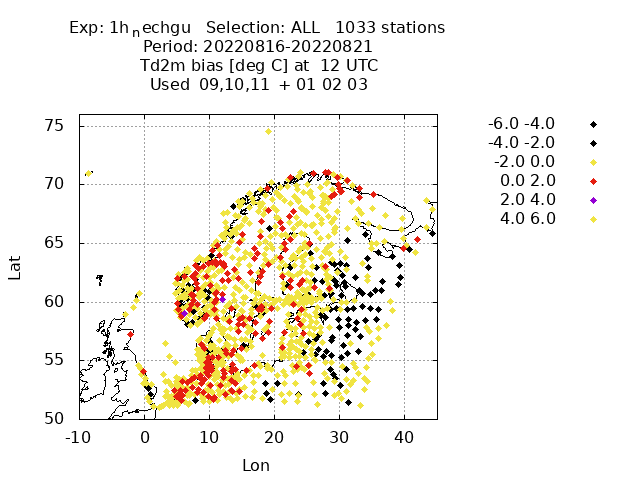 Exp: 1h_nechgu Selection: ALL 1033 stations
Period: 20220816-20220821
Td2m bias [deg C] at 12 UTC
Used 09,10,11 + 01 02 03
-6.0 -4.0
-4.0 -2.0
-2.0 0.0
0.0 2.0
2.0 4.0
4.0 6.0
75
70
65
60
55
50
Lat
-10 0 10 20 30 40
Lon